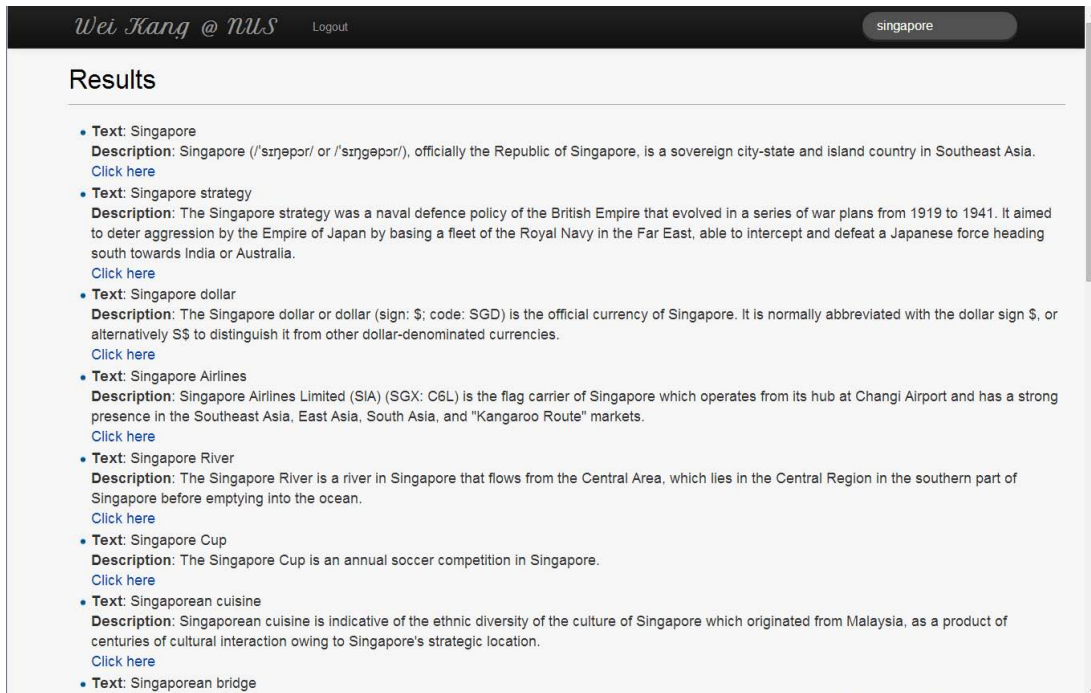 Wei Kang @ NUS Logout singapore
Results
• Text: Singapore
Description: Singapore (/ˈsɪŋəpɔr/ or /ˈsɪŋɡəpɔr/), officially the Republic of Singapore, is a sovereign city-state and island country in Southeast Asia.
Click here
• Text: Singapore strategy
Description: The Singapore strategy was a naval defence policy of the British Empire that evolved in a series of war plans from 1919 to 1941. It aimed
to deter aggression by the Empire of Japan by basing a fleet of the Royal Navy in the Far East, able to intercept and defeat a Japanese force heading
south towards India or Australia.
Click here
• Text: Singapore dollar
Description: The Singapore dollar or dollar (sign: $; code: SGD) is the official currency of Singapore. It is normally abbreviated with the dollar sign $, or
alternatively S$ to distinguish it from other dollar-denominated currencies.
Click here
• Text: Singapore Airlines
Description: Singapore Airlines Limited (SIA) (SGX: C6L) is the flag carrier of Singapore which operates from its hub at Changi Airport and has a strong
presence in the Southeast Asia, East Asia, South Asia, and "Kangaroo Route" markets.
Click here
• Text: Singapore River
Description: The Singapore River is a river in Singapore that flows from the Central Area, which lies in the Central Region in the southern part of
Singapore before emptying into the ocean.
Click here
• Text: Singapore Cup
Description: The Singapore Cup is an annual soccer competition in Singapore.
Click here
• Text: Singaporean cuisine
Description: Singaporean cuisine is indicative of the ethnic diversity of the culture of Singapore which originated from Malaysia, as a product of
centuries of cultural interaction owing to Singapore's strategic location.
Click here
• Text: Singaporean bridge